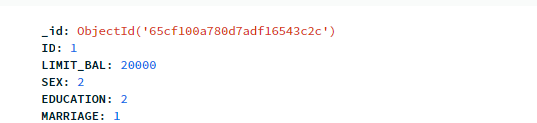 _id: ObjectId('65cf100a780d7adf16543c2c')
ID: 1
LIMIT_BAL: 20000
SEX: 2
EDUCATION: 2
MARRIAGE: 1